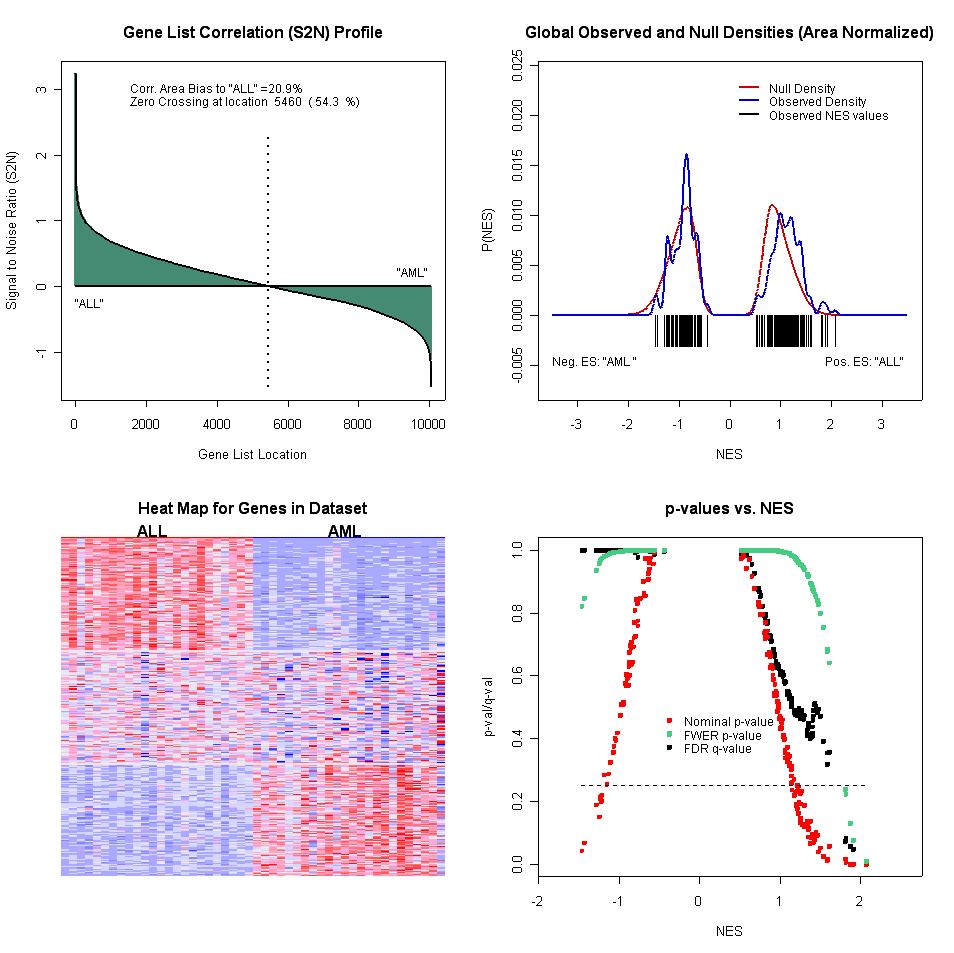 Gene List Correlation (S2N) Profile
Corr. Area Bias to "ALL" =20.9%
Zero Crossing at location 5460 ( 54.3 %)
Signal to Noise Ratio (S2N)
3
2
1
0
-1
"AML"
"ALL"
0
2000
4000
6000
8000
10000
Gene List Location
Global Observed and Null Densities (Area Normalized)
Null Density
Observed Density
Observed NES values
P(NES)
0.025
0.020
0.015
0.010
0.005
0.000
-0.005
Neg. ES: "AML"
Pos. ES: "ALL"
-3
-2
-1
0
1
2
3
NES
Heat Map for Genes in Dataset
ALL
AML
p-values vs. NES
p-val/q-val
1.0
0.8
0.6
0.4
0.2
0.0
Nominal p-value
FWER p-value
FDR q-value
-2
-1
0
1
2
NES